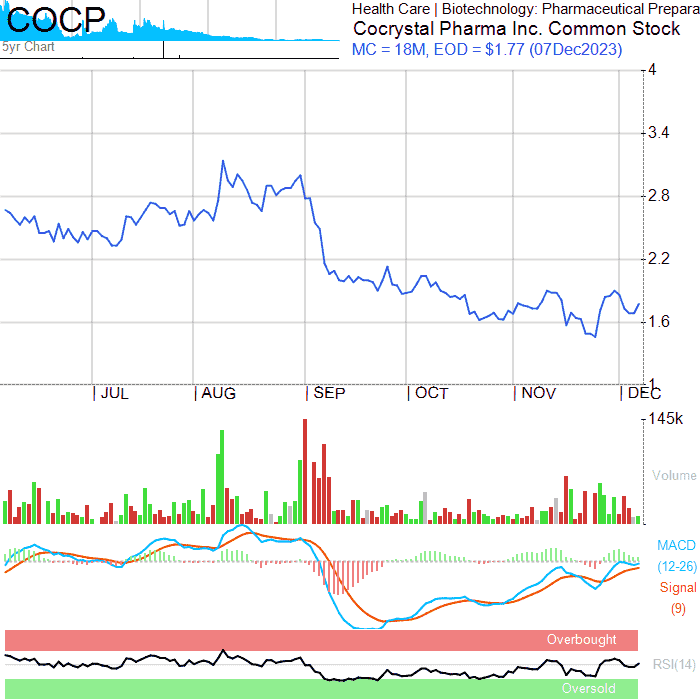 COCP
5yr Chart
Health Care | Biotechnology: Pharmaceutical Prepara
Cocrystal Pharma Inc. Common Stock
MC = 18M, EOD = $1.77 (07Dec2023)
4
3.4
2.8
2.2
1.6
1
JUL
AUG
SEP
OCT
NOV
DEC
145k
Volume
MACD
(12-26)
Signal
(9)
Overbought
RSI(14)
Oversold